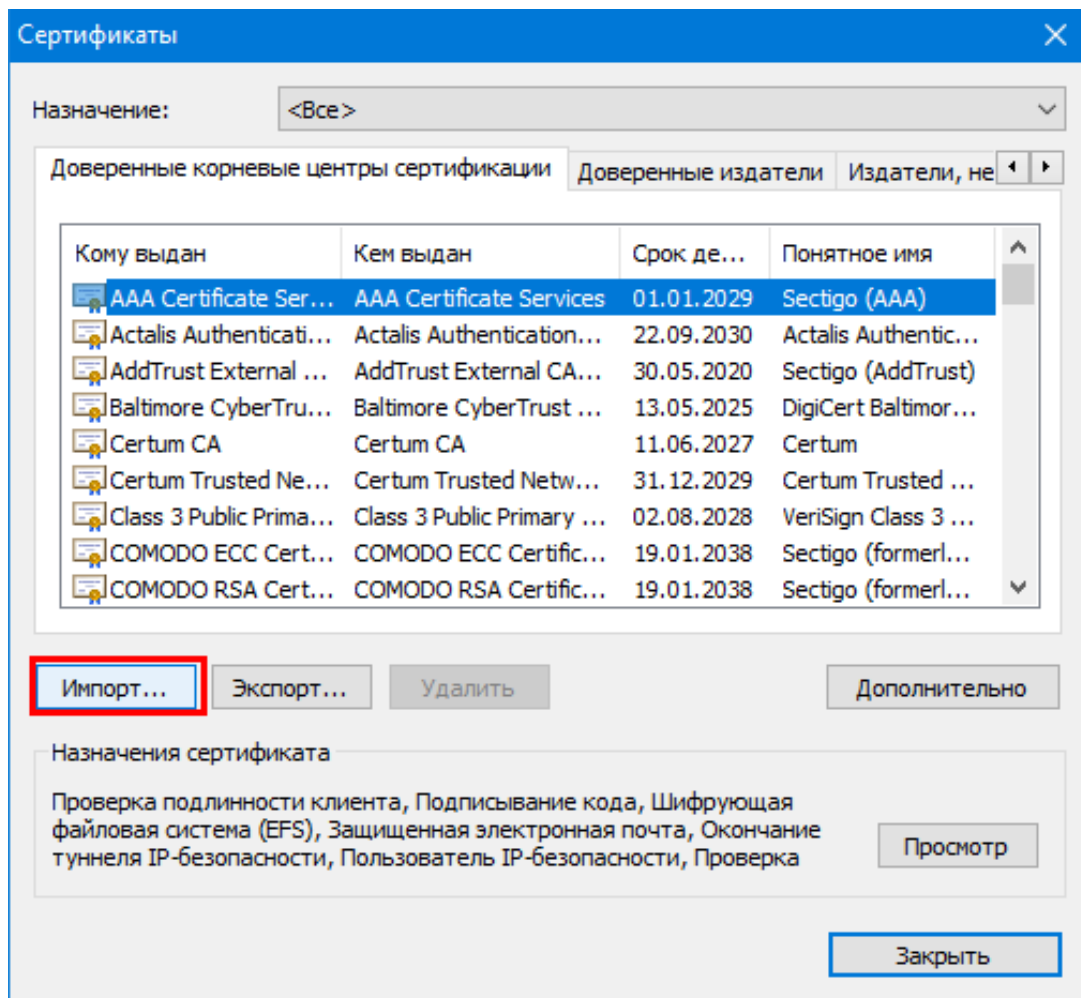 Сертификаты
Назначение: <Все>
Доверенные корневые центры сертификации Доверенные издатели Издатели, не
Кому выдан Кем выдан Срок де... Понятное имя
AAA Certificate Ser... AAA Certificate Services 01.01.2029 Sectigo (AAA)
Actalis Authenticati... Actalis Authentication... 22.09.2030 Actalis Authentic...
AddTrust External ... AddTrust External CA... 30.05.2020 Sectigo (AddTrust)
Baltimore CyberTru... Baltimore CyberTrust ... 13.05.2025 DigiCert Baltimor...
Certum CA Certum CA 11.06.2027 Certum
Certum Trusted Ne... Certum Trusted Netw... 31.12.2029 Certum Trusted ...
Class 3 Public Prima... Class 3 Public Primary ... 02.08.2028 VeriSign Class 3 ...
COMODO ECC Cert... COMODO ECC Certific... 19.01.2038 Sectigo (formerl...
COMODO RSA Cert... COMODO RSA Certific... 19.01.2038 Sectigo (formerl...
Импорт... Экспорт... Удалить Дополнительно
Назначения сертификата
Проверка подлинности клиента, Подписывание кода, Шифрующая
файловая система (EFS), Защищенная электронная почта, Окончание
туннеля IP-безопасности, Пользователь IP-безопасности, Проверка
Просмотр
Закрыть